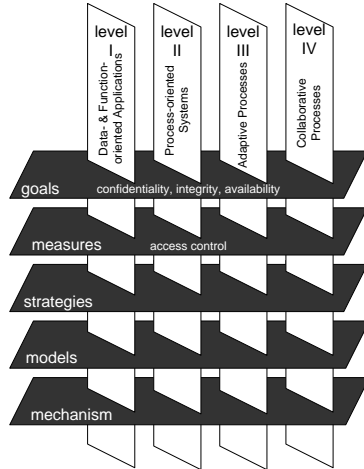 level
I
level
II
level
III
level
IV
Data- & Function-
oriented Applications
Process-oriented
Systems
Adaptive Processes
Collaborative
Processes
goals
confidentiality, integrity, availability
measures
access control
strategies
models
mechanism